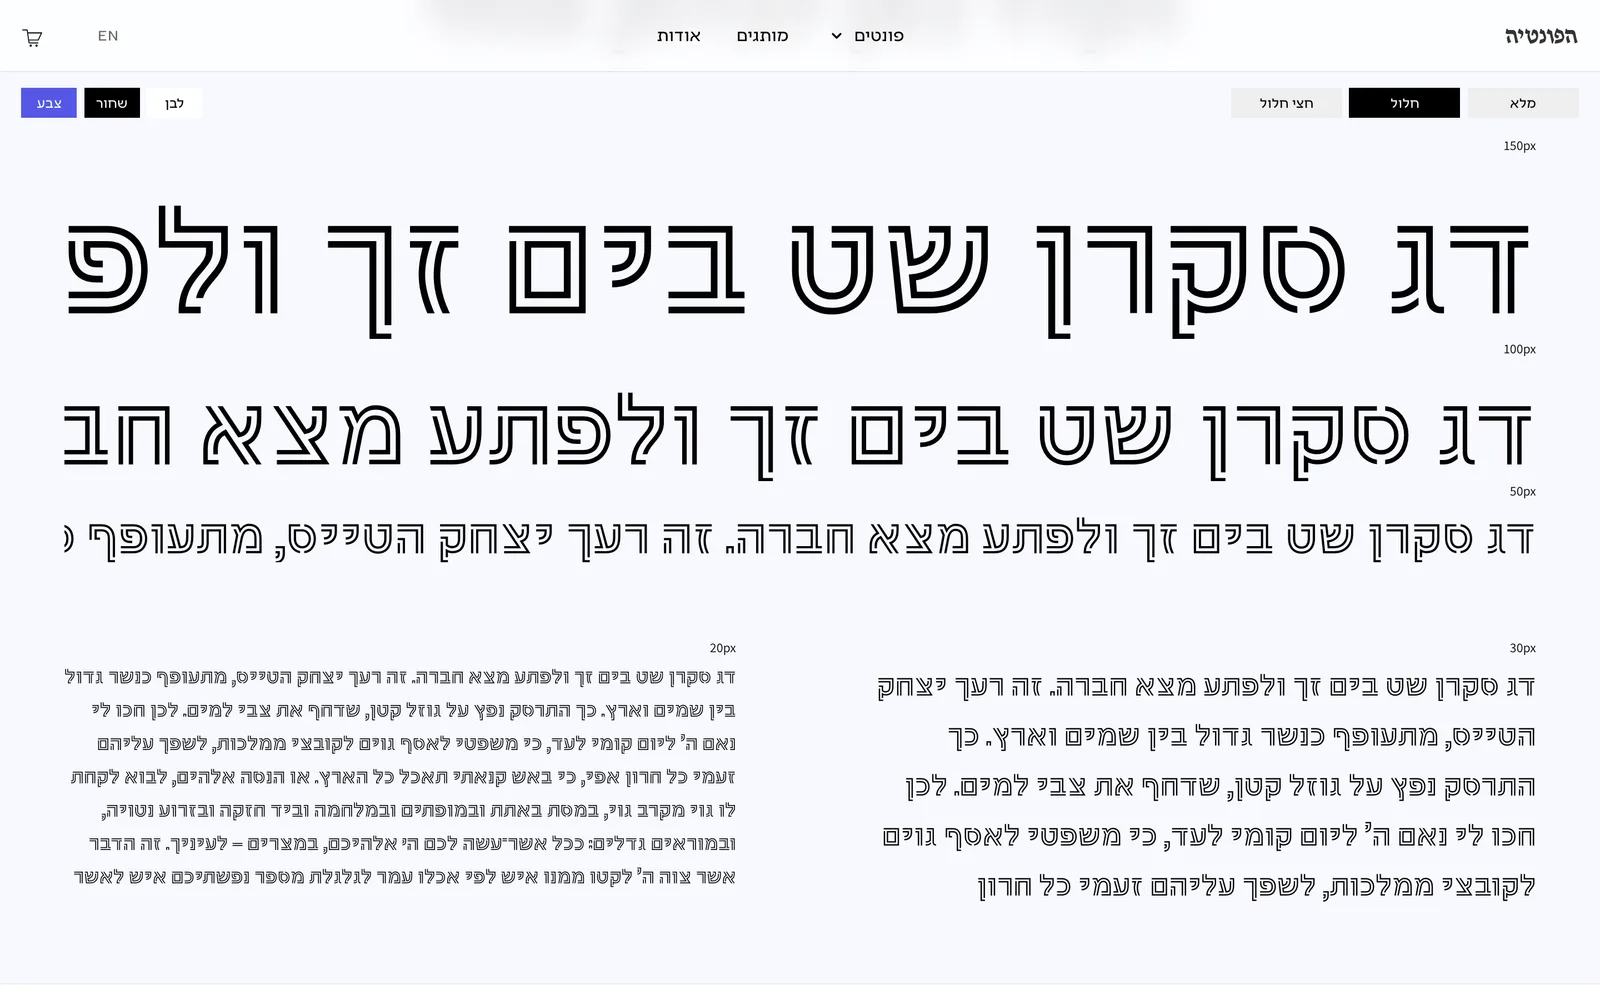 הפונטיה
פונטים
מותגים
אודות
EN
מלא
חלול
חצי חלול
לבן
שחור
צבע
150px
דג סקרן שט בים זך ולפ
100px
דג סקרן שט בים זך ולפתע מצא חב
50px
דג סקרן שט בים זך ולפתע מצא חברה. זה רעך יצחק הטייס, מתעופף
30px
דג סקרן שט בים זך ולפתע מצא חברה. זה רעך יצחק
הטייס, מתעופף כנשר גדול בין שמים וארץ. כך
התרסק נפץ על גוזל קטן, שדחף את צבי למים. לכן
חכו לי נאם ה׳ ליום קומי לעד, כי משפטי לאסף גוים
לקובצי ממלכות, לשפך עליהם זעמי כל חרון
20px
דג סקרן שט בים זך ולפתע מצא חברה. זה רעך יצחק הטייס, מתעופף כנשר גדול
בין שמים וארץ. כך התרסק נפץ על גוזל קטן, שדחף את צבי למים. לכן חכו לי
נאם ה׳ ליום קומי לעד, כי משפטי לאסף גוים לקובצי ממלכות, לשפך עליהם
זעמי כל חרון אפי, כי באש קנאתי תאכל כל הארץ. או הנסה אלהים, לבוא לקחת
לו גוי מקרב גוי, במסת באתת ובמופתים ובמלחמה וביד חזקה ובזרוע נטויה,
ובמוראים גדלים: ככל אשר־עשה לכם הי אלהיכם, במצרים – לעיניך. זה הדבר
אשר צוה ה׳ לקטו ממנו איש לפי אכלו עמר לגלגלת מספר נפשתיכם איש לאשר